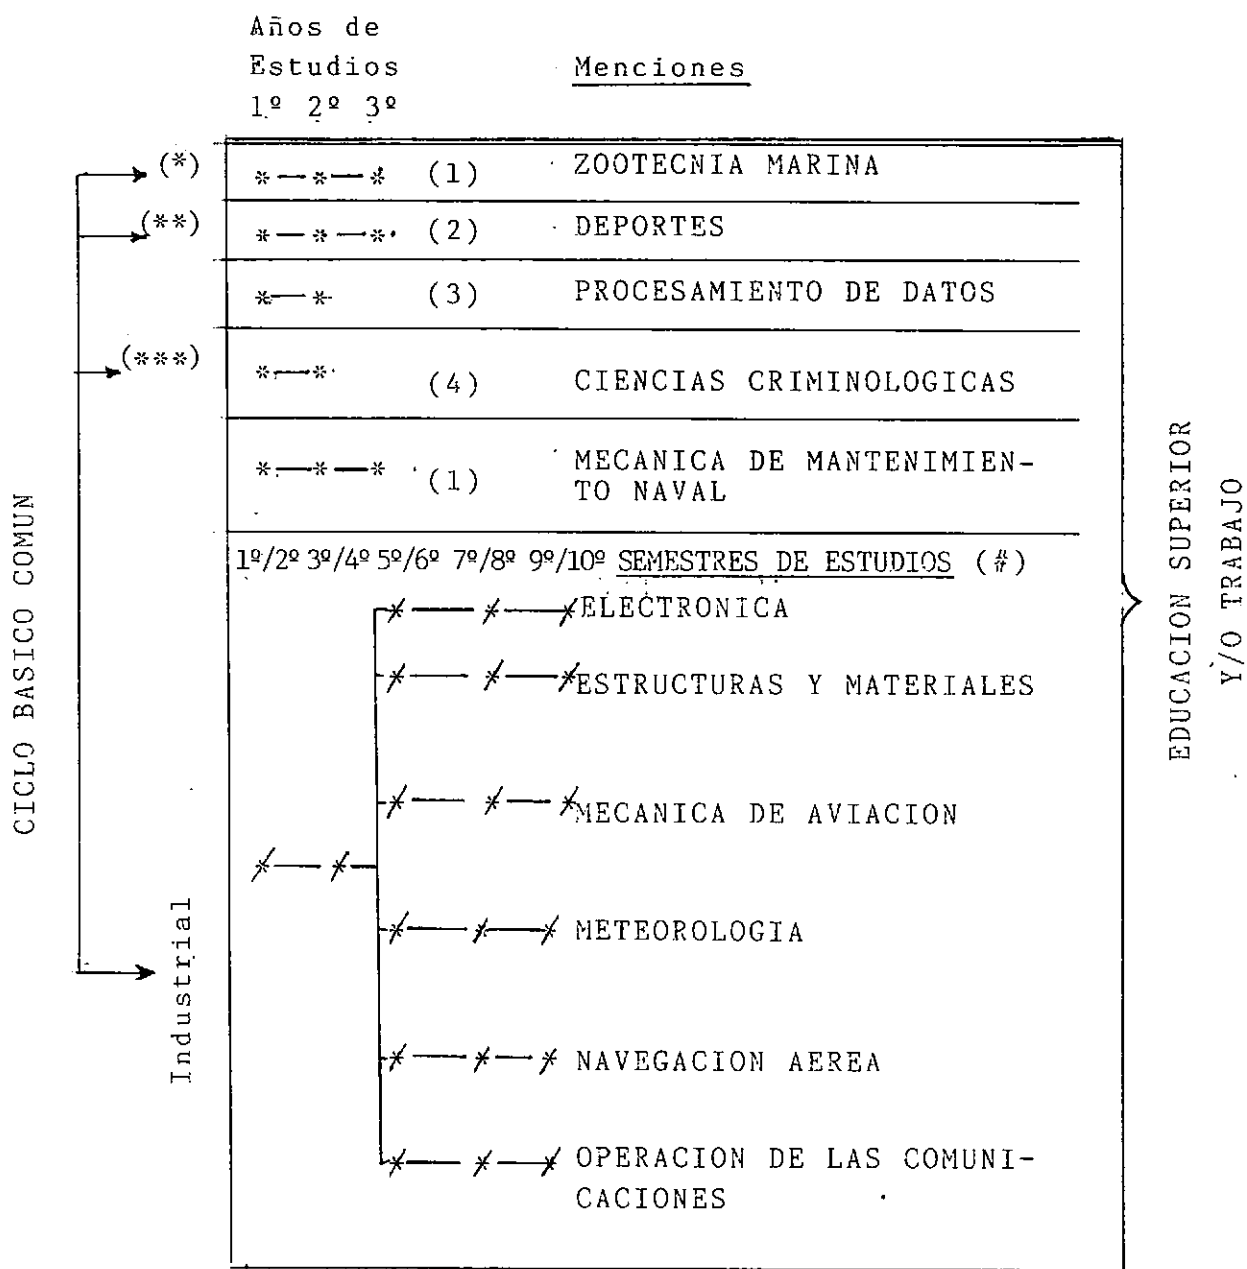 Años de
Estudios
Menciones
1º 2º 3º
(*) *—*—* (1) ZOOTECNIA MARINA
(**) *—*—* (2) DEPORTES
*—* (3) PROCESAMIENTO DE DATOS
(***) *—* (4) CIENCIAS CRIMINOLOGICAS
*—*—* (1) MECANICA DE MANTENIMIEN-
TO NAVAL
1º/2º 3º/4º 5º/6º 7º/8º 9º/10º SEMESTRES DE ESTUDIOS (#)
ELECTRONICA
ESTRUCTURAS Y MATERIALES
MECANICA DE AVIACION
METEOROLOGIA
NAVEGACION AEREA
OPERACION DE LAS COMUNI-
CACIONES
CICLO BASICO COMUN
Industrial
EDUCACION SUPERIOR
Y/O TRABAJO